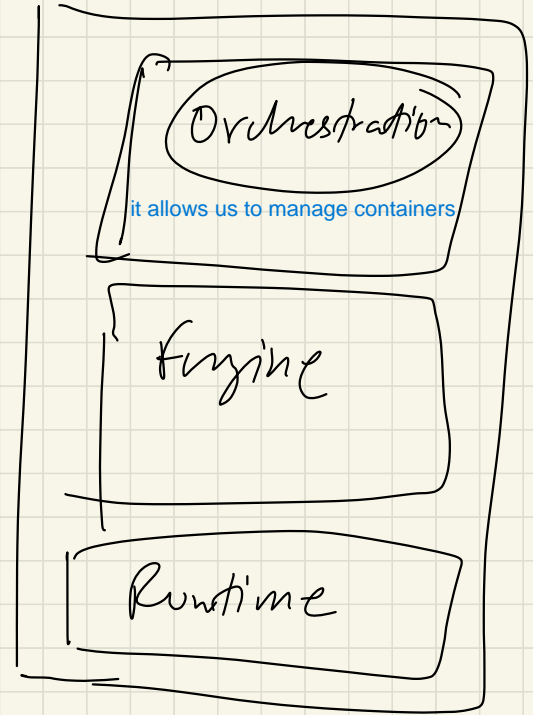 Orchestration
it allows us to manage containers
Engine
Runtime